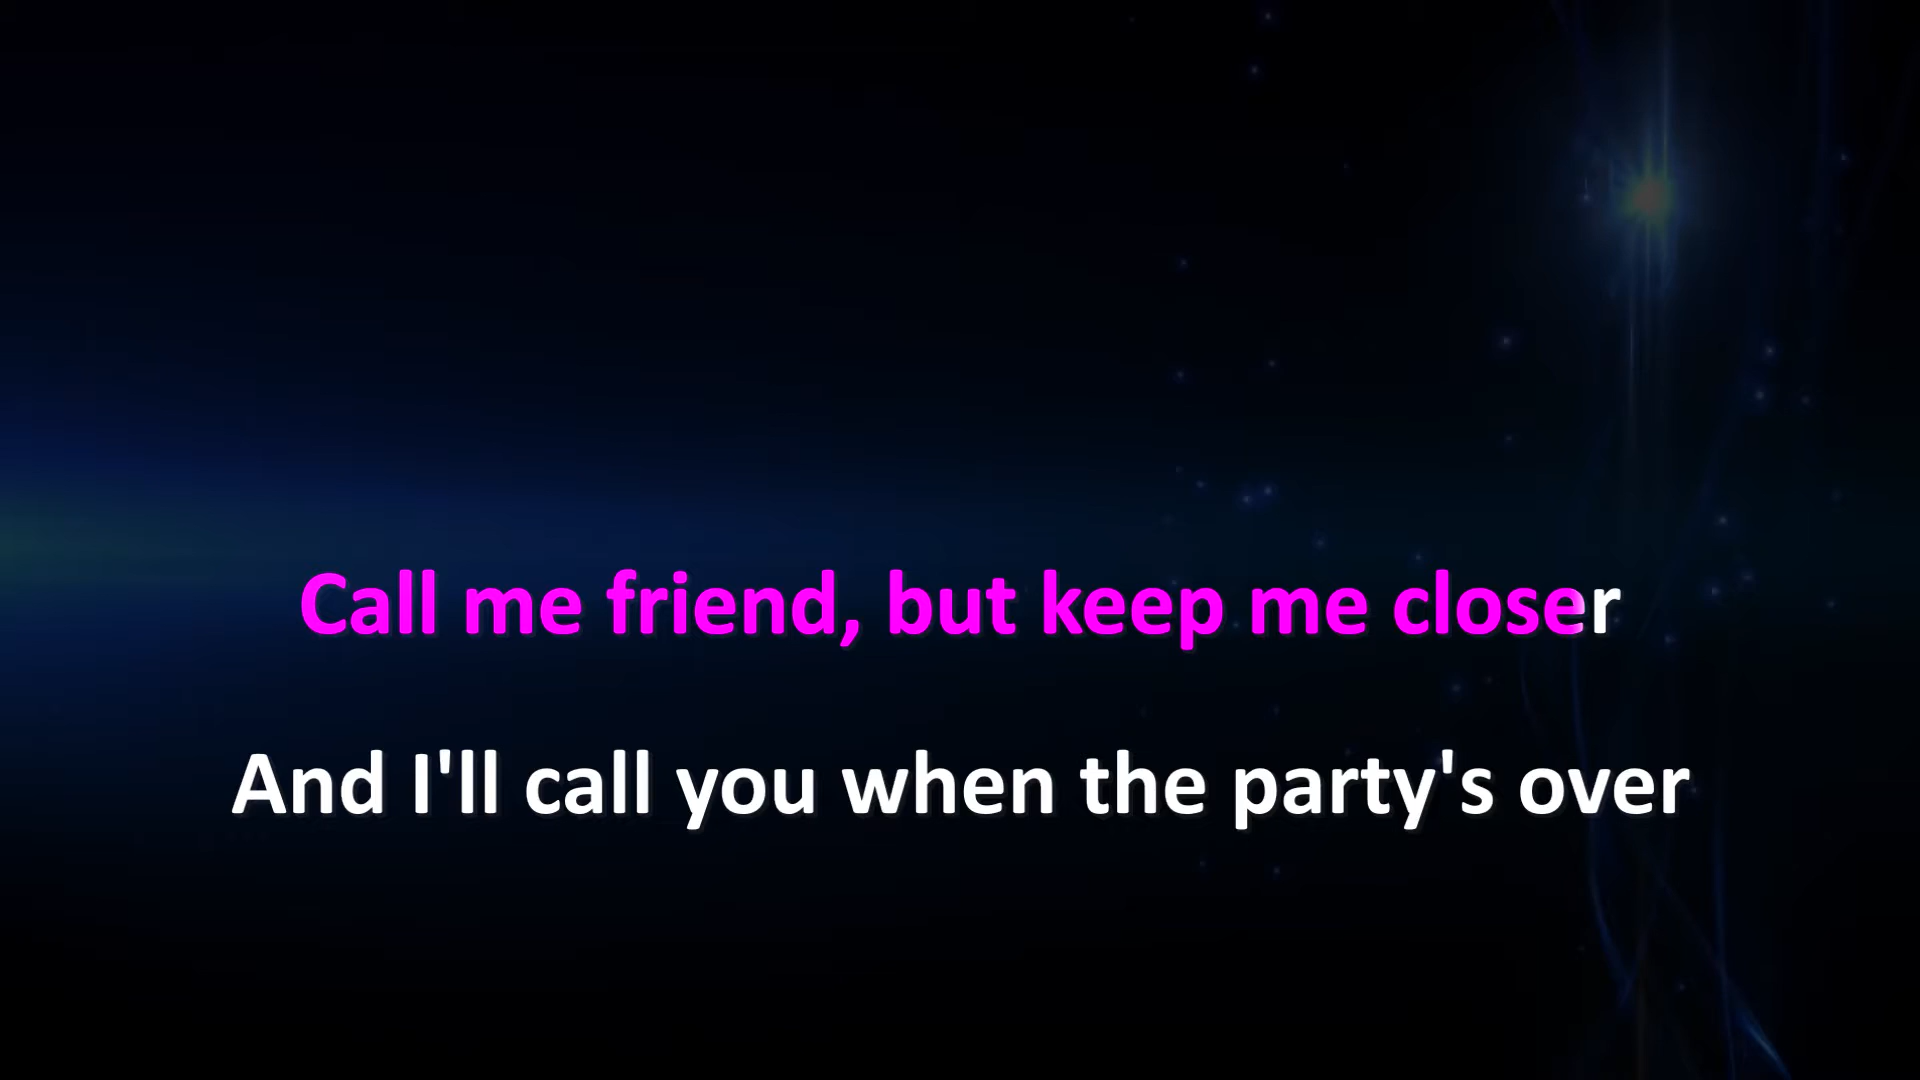 Call me friend, but keep me closer
And I'll call you when the party's over